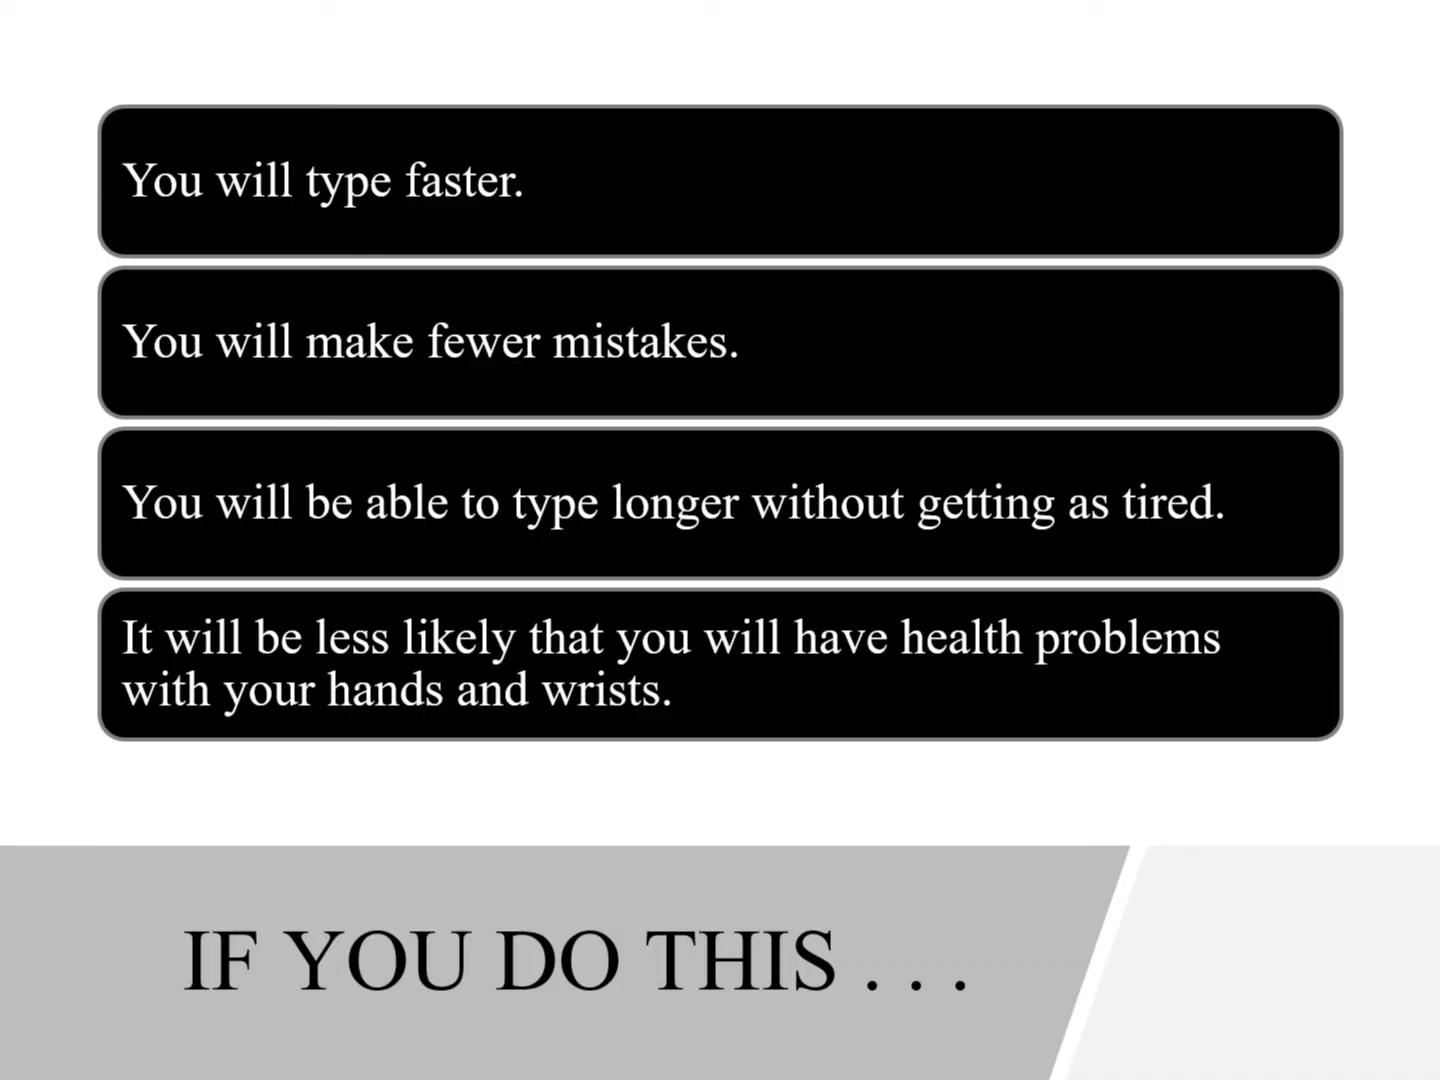 You will type faster.
You will make fewer mistakes.
You will be able to type longer without getting as tired.
It will be less likely that you will have health problems
with your hands and wrists.
IF YOU DO THIS . . .